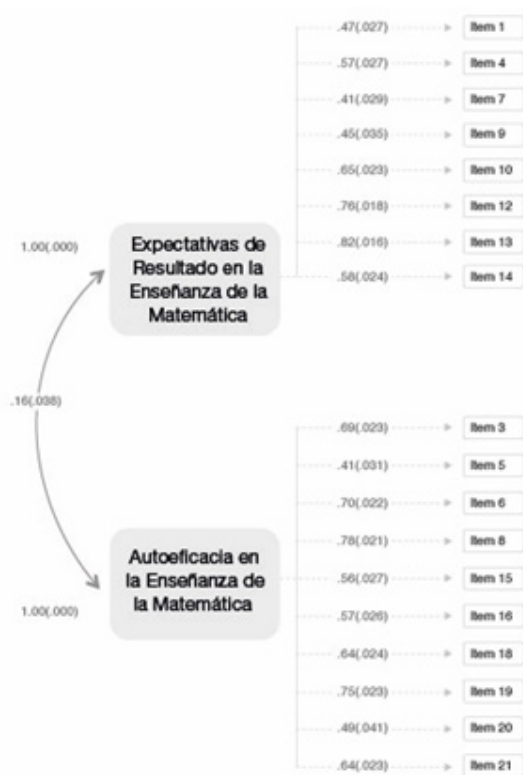 .47(.027) Item 1
.57(.027) Item 4
.41(.029) Item 7
.45(.035) Item 9
.65(.023) Item 10
.76(.018) Item 12
.82(.016) Item 13
.58(.024) Item 14
1.00(.000)
Expectativas de
Resultado en la
Enseñanza de la
Matemática
.16(.038)
.69(.023) Item 3
.41(.031) Item 5
.70(.022) Item 6
.78(.021) Item 8
.56(.027) Item 15
.57(.026) Item 16
.64(.024) Item 18
.75(.023) Item 19
.49(.041) Item 20
.64(.023) Item 21
Autoeficacia en
la Enseñanza de
la Matemática
1.00(.000)